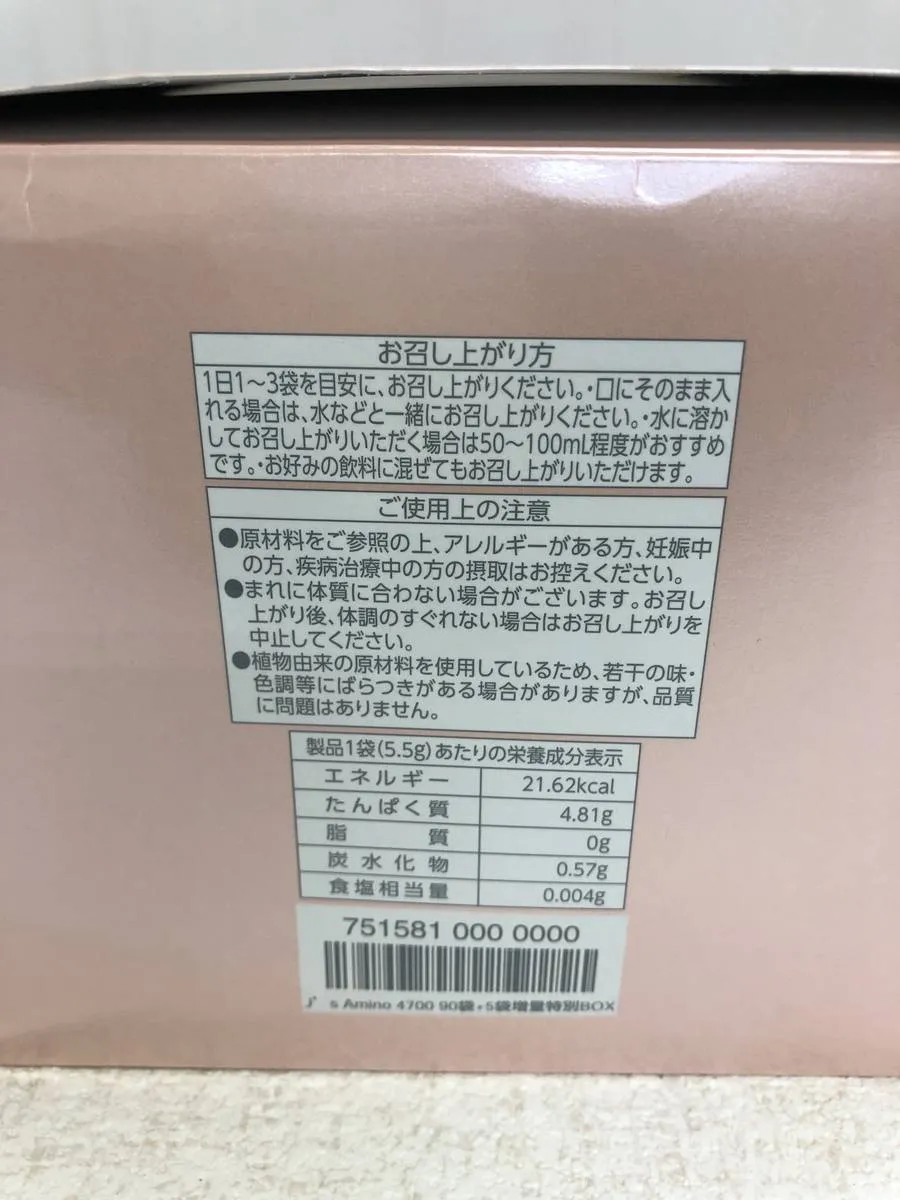 お召し上がり方
1日1〜3袋を目安に、お召し上がりください。・口にそのまま入
れる場合は、水などと一緒にお召し上がりください。・水に溶か
してお召し上がりいただく場合は50〜100mL程度がおすすめ
です。・お好みの飲料に混ぜてもお召し上がりいただけます。
ご使用上の注意
●原材料をご参照の上、アレルギーがある方、妊娠中
の方、疾病治療中の方の摂取はお控えください。
●まれに体質に合わない場合がございます。お召し
上がり後、体調のすぐれない場合はお召し上がりを
中止してください。
●植物由来の原材料を使用しているため、若干の味・
色調等にばらつきがある場合がありますが、品質
に問題はありません。
製品1袋(5.5g)あたりの栄養成分表示
エネルギー 21.62kcal
たんぱく質 4.81g
脂質 0g
炭水化物 0.57g
食塩相当量 0.004g
751581 000 0000
s Amino 4700 90袋+5袋増量特別BOX